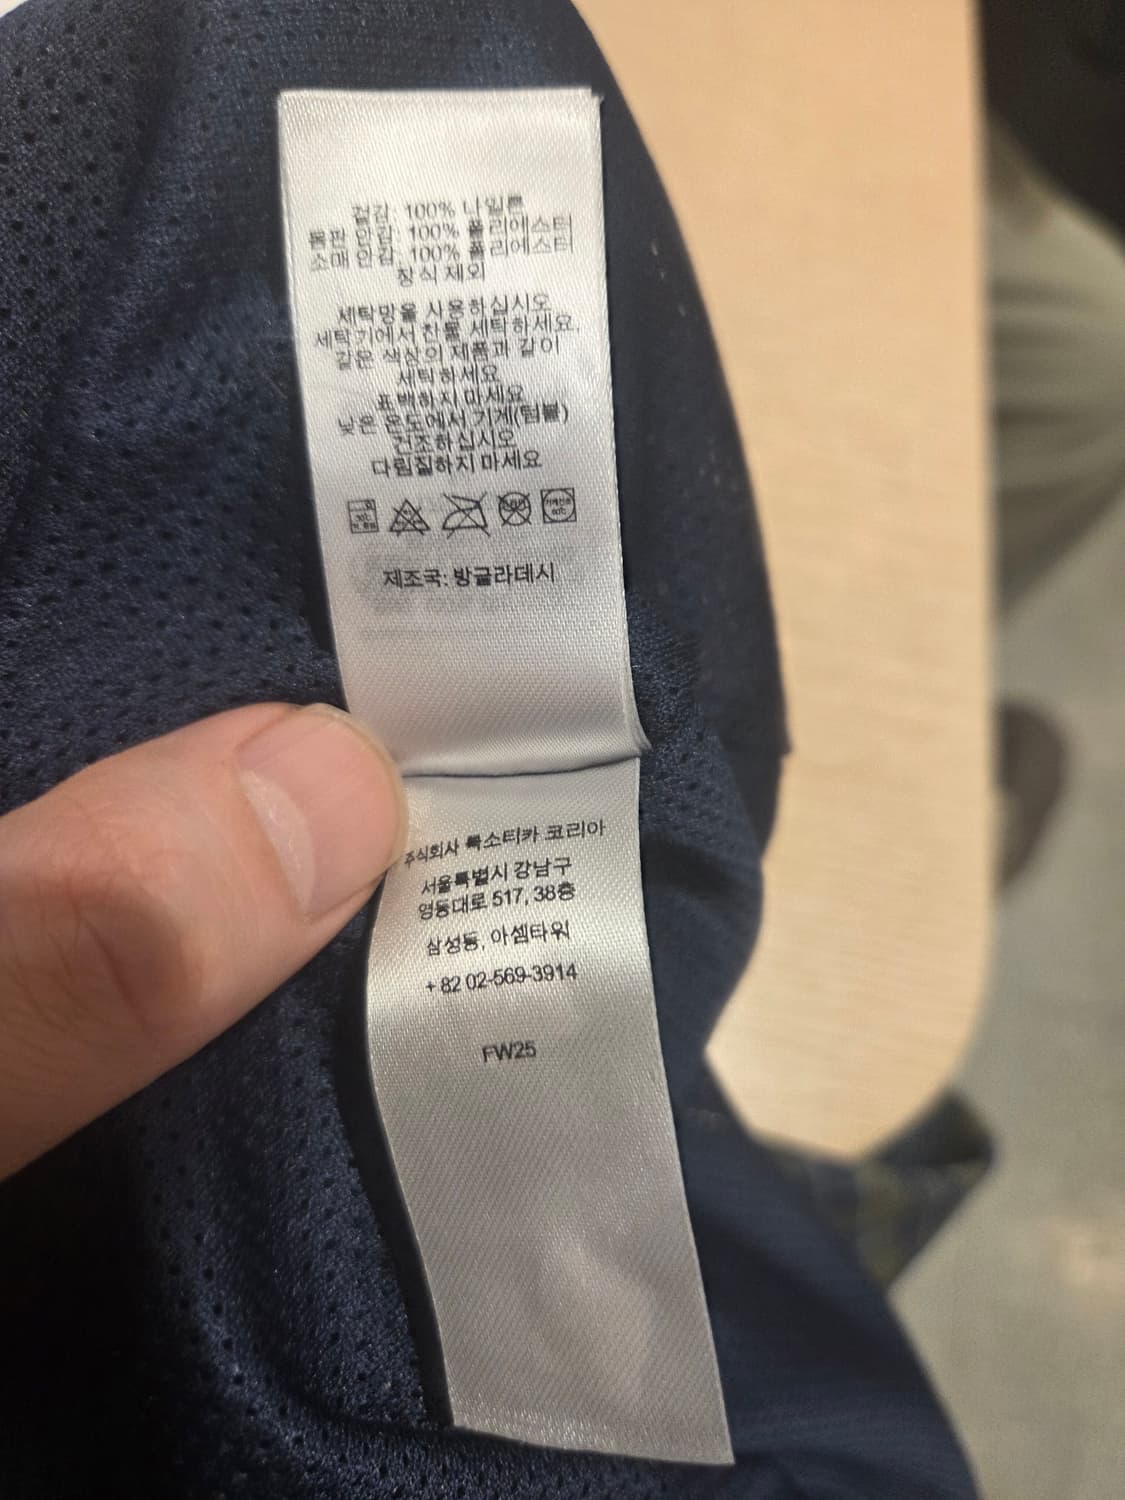 겉감: 100% 나일론
몸판 안감: 100% 폴리에스터
소매 안감: 100% 폴리에스터
장식 제외
세탁망을 사용하십시오
세탁기에서 찬물 세탁하세요.
같은 색상의 제품과 같이
세탁하세요
표백하지 마세요
낮은 온도에서 기계(텀블)
건조하십시오
다림질하지 마세요
제조국: 방글라데시
주식회사 룩소티카 코리아
서울특별시 강남구
영동대로 517, 38층
삼성동, 아셈타워
+ 82 02-569-3914
FW25